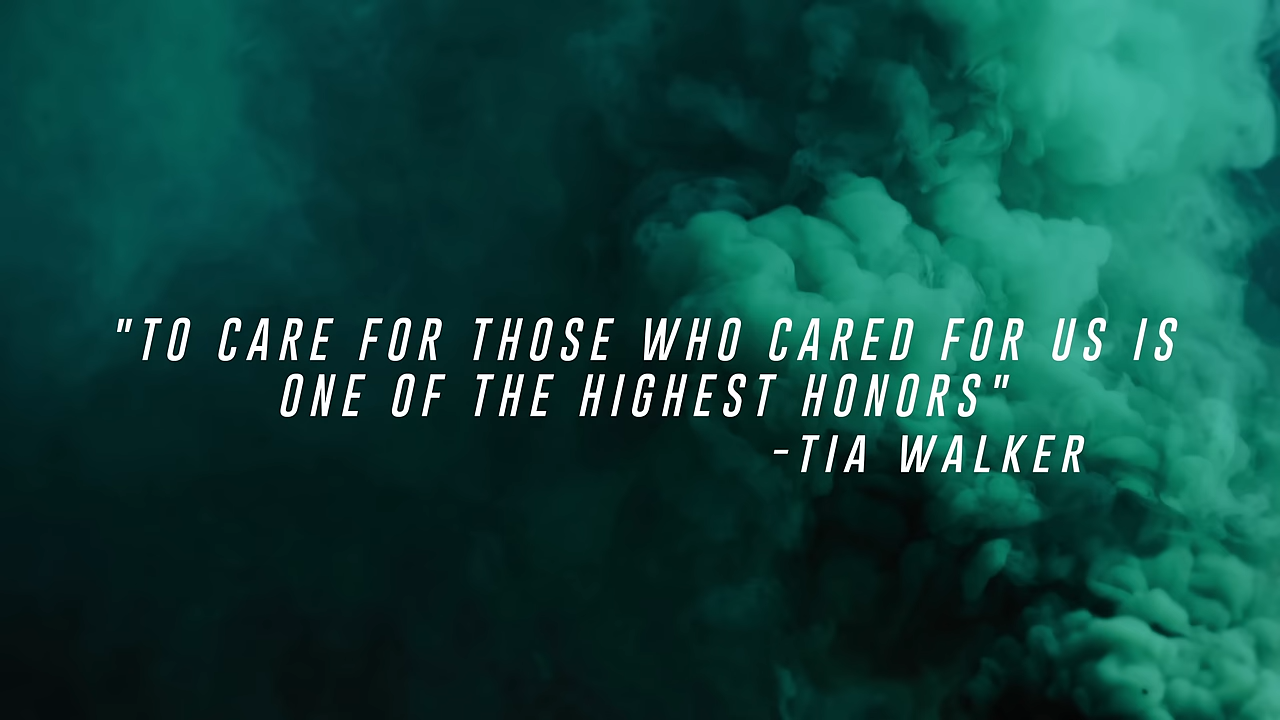 "TO CARE FOR THOSE WHO CARED FOR US IS
ONE OF THE HIGHEST HONORS"
-TIA WALKER